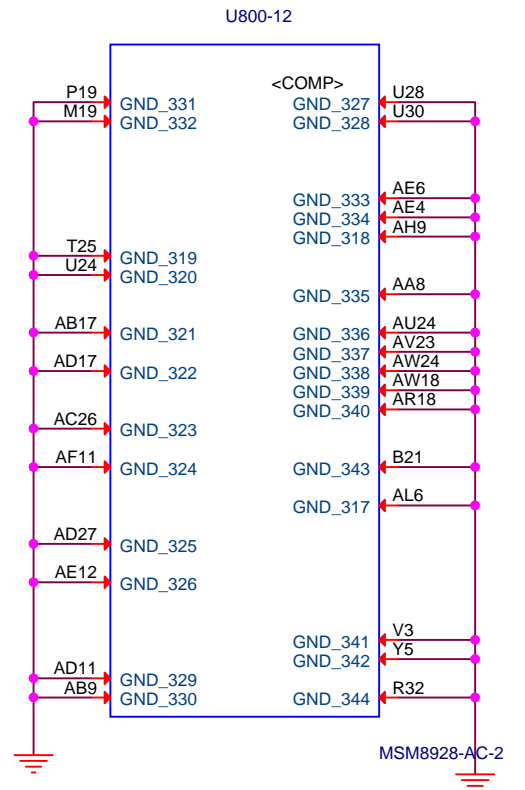 U800-12
<COMP>
P19 GND_331 GND_327 U28
M19 GND_332 GND_328 U30
GND_333 AE6
GND_334 AE4
GND_318 AH9
T25 GND_319
U24 GND_320
GND_335 AA8
AB17 GND_321 GND_336 AU24
GND_337 AV23
AD17 GND_322 GND_338 AW24
GND_339 AW18
GND_340 AR18
AC26 GND_323
AF11 GND_324 GND_343 B21
GND_317 AL6
AD27 GND_325
AE12 GND_326
GND_341 V3
GND_342 Y5
AD11 GND_329
AB9 GND_330 GND_344 R32
MSM8928-AC-2